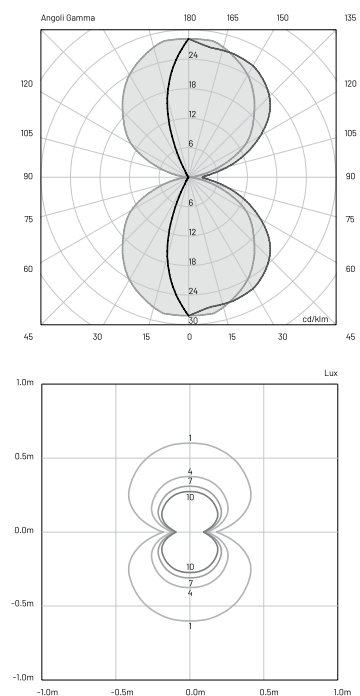 Angoli Gamma 180 165 150 135
24
120 18 120
12
105 105
6
90 90
6
75 75
12
60 18 60
24
30 cd/klm
45 30 15 0 15 30 45
Lux
1.0m
1
0.5m
4
7
10
0.0m
10
7
4
-0.5m
1
-1.0m
-1.0m -0.5m 0.0m 0.5m 1.0m